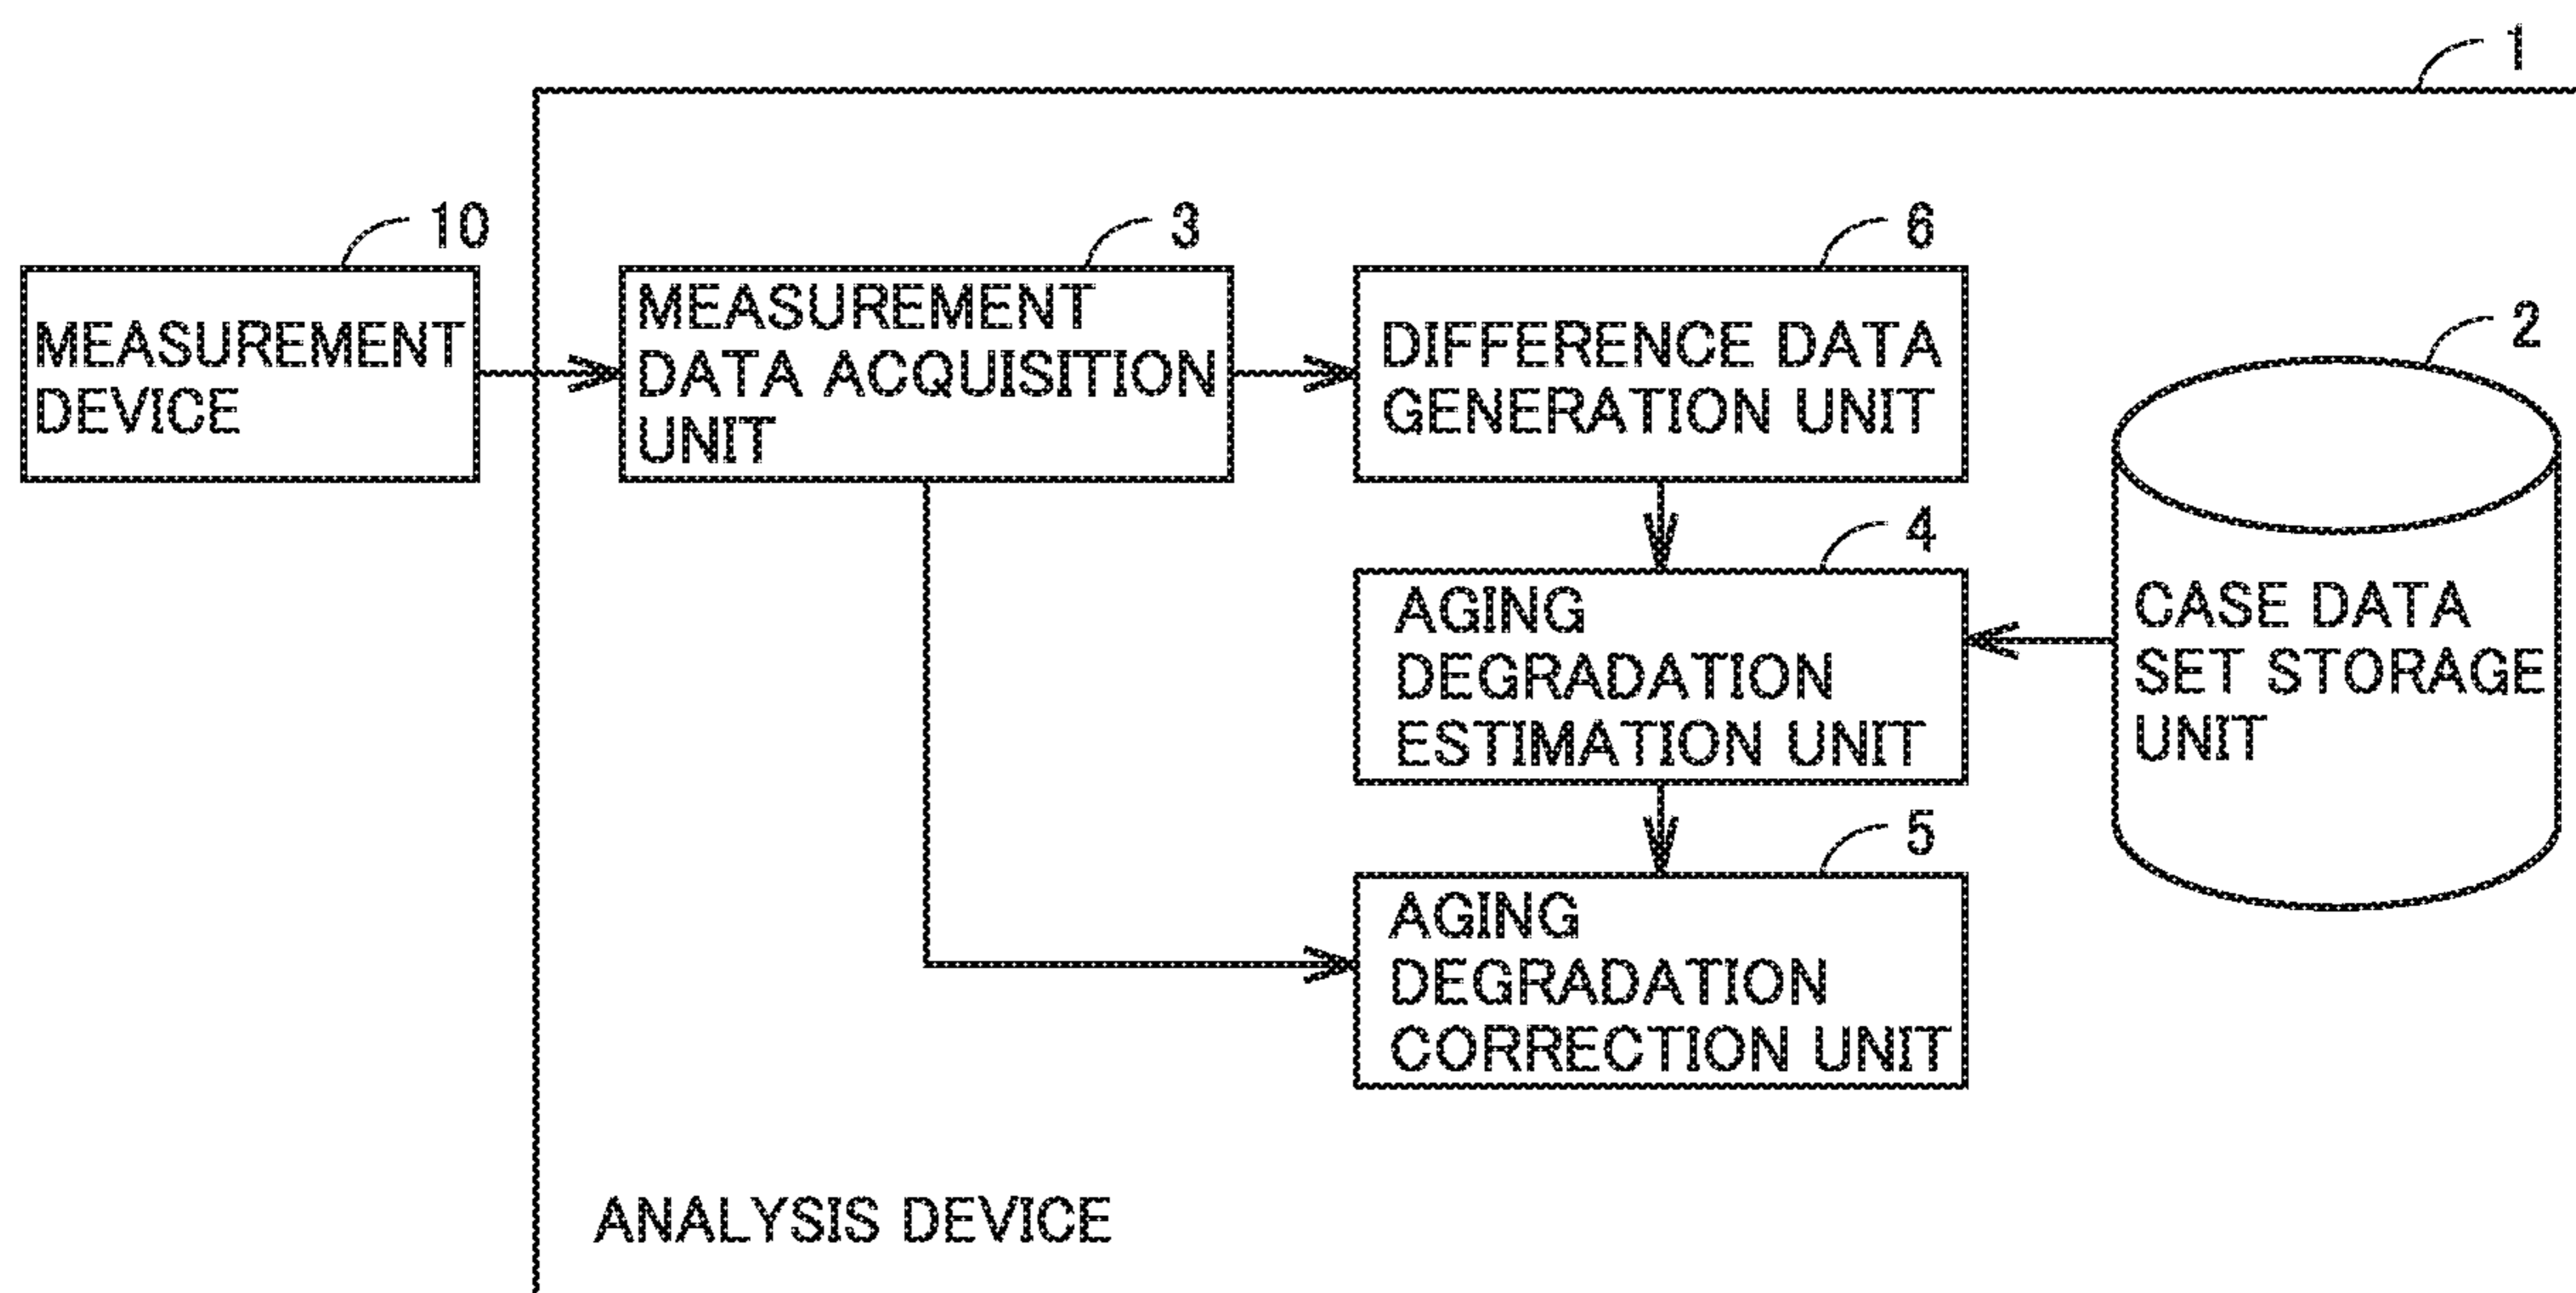 1
10
MEASUREMENT
DEVICE
3
MEASUREMENT
DATA ACQUISITION
UNIT
6
DIFFERENCE DATA
GENERATION UNIT
2
CASE DATA
SET STORAGE
UNIT
4
AGING
DEGRADATION
ESTIMATION UNIT
5
AGING
DEGRADATION
CORRECTION UNIT
ANALYSIS DEVICE